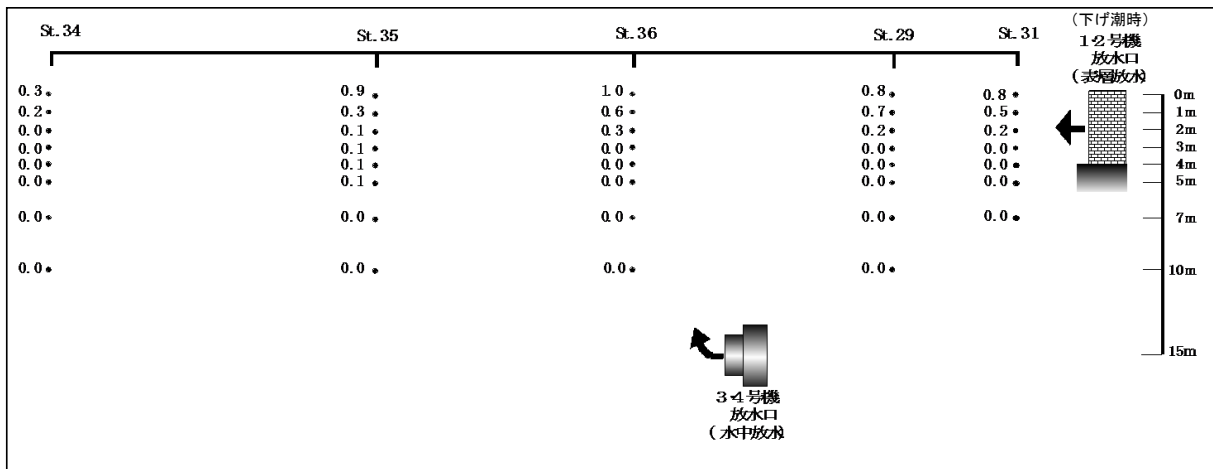 (下げ潮時)
St.34 St.35 St.36 St.29 St.31
1・2号機
放水口
(表層放水)
0.3 0.9 1.0 0.8 0.8 0m
0.2 0.3 0.6 0.7 0.5 1m
0.0 0.1 0.3 0.2 0.2 2m
0.0 0.1 0.0 0.0 0.0 3m
0.0 0.1 0.0 0.0 0.0 4m
0.0 0.1 0.0 0.0 0.0 5m
0.0 0.0 0.0 0.0 0.0 7m
0.0 0.0 0.0 0.0 10m
15m
3・4号機
放水口
(水中放水)